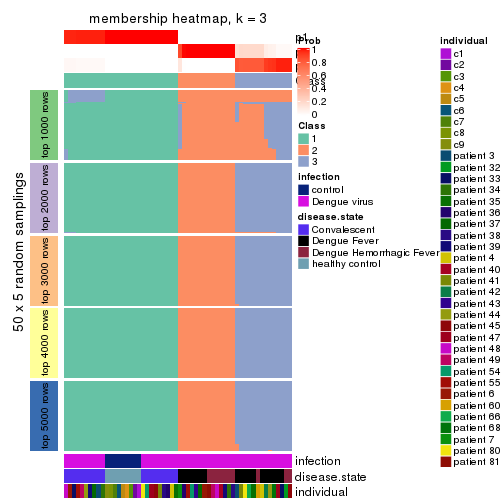 membership heatmap, k = 3
p1
Prob
1
0.8
0.6
0.4
0.2
0
Class
Class
1
2
3
infection
control
Dengue virus
disease.state
Convalescent
Dengue Fever
Dengue Hemorrhagic Fever
healthy control
individual
c1
c2
c3
c4
c5
c6
c7
c8
c9
patient 3
patient 32
patient 33
patient 34
patient 35
patient 36
patient 37
patient 38
patient 39
patient 4
patient 40
patient 41
patient 42
patient 43
patient 44
patient 45
patient 47
patient 48
patient 49
patient 54
patient 55
patient 6
patient 60
patient 66
patient 68
patient 7
patient 80
patient 81
50 x 5 random samplings
top 1000 rows
top 2000 rows
top 3000 rows
top 4000 rows
top 5000 rows
infection
disease.state
individual